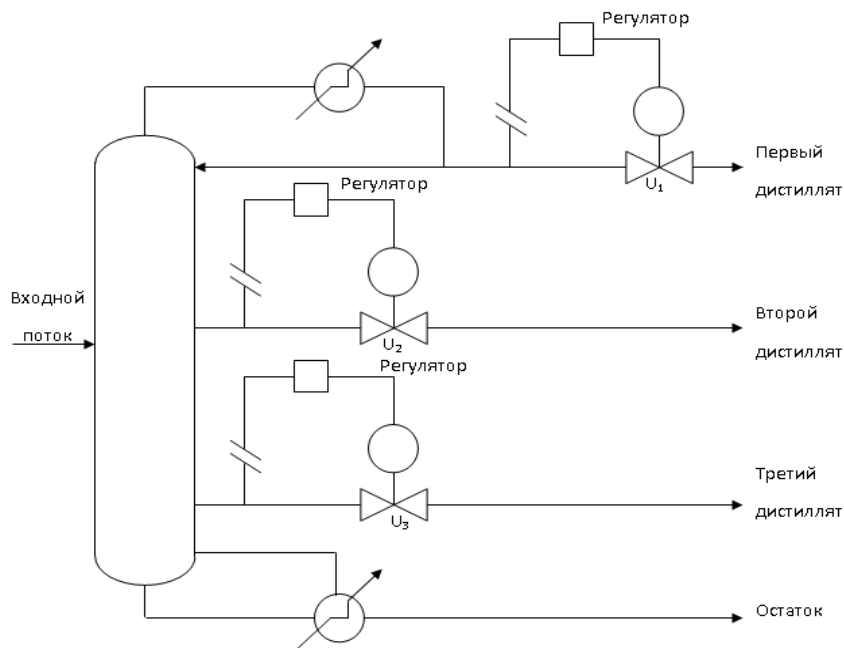 Регулятор
Первый
дистиллят
U₁
Регулятор
Входной
поток
Второй
дистиллят
U₂
Регулятор
Третий
дистиллят
U₃
Остаток